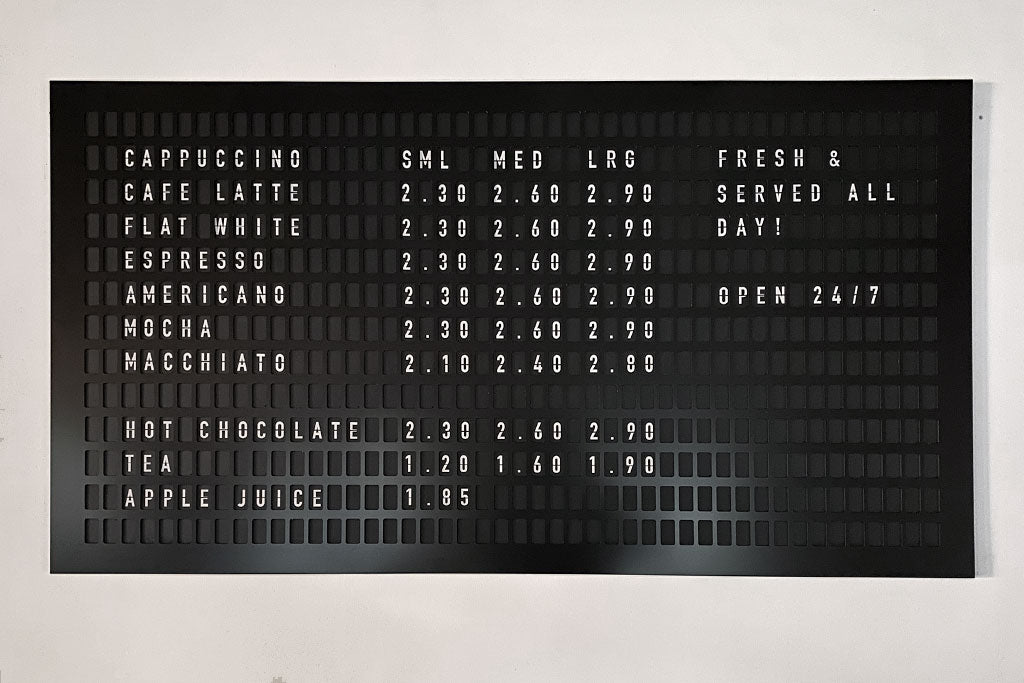 CAPPUCCINO SML MED LRG FRESH &
CAFE LATTE 2.30 2.60 2.90 SERVED ALL
FLAT WHITE 2.30 2.60 2.90 DAY!
ESPRESSO 2.30 2.60 2.90
AMERICANO 2.30 2.60 2.90 OPEN 24/7
MOCHA 2.30 2.60 2.90
MACCHIATO 2.10 2.40 2.80
HOT CHOCOLATE 2.30 2.60 2.90
TEA 1.20 1.60 1.90
APPLE JUICE 1.85